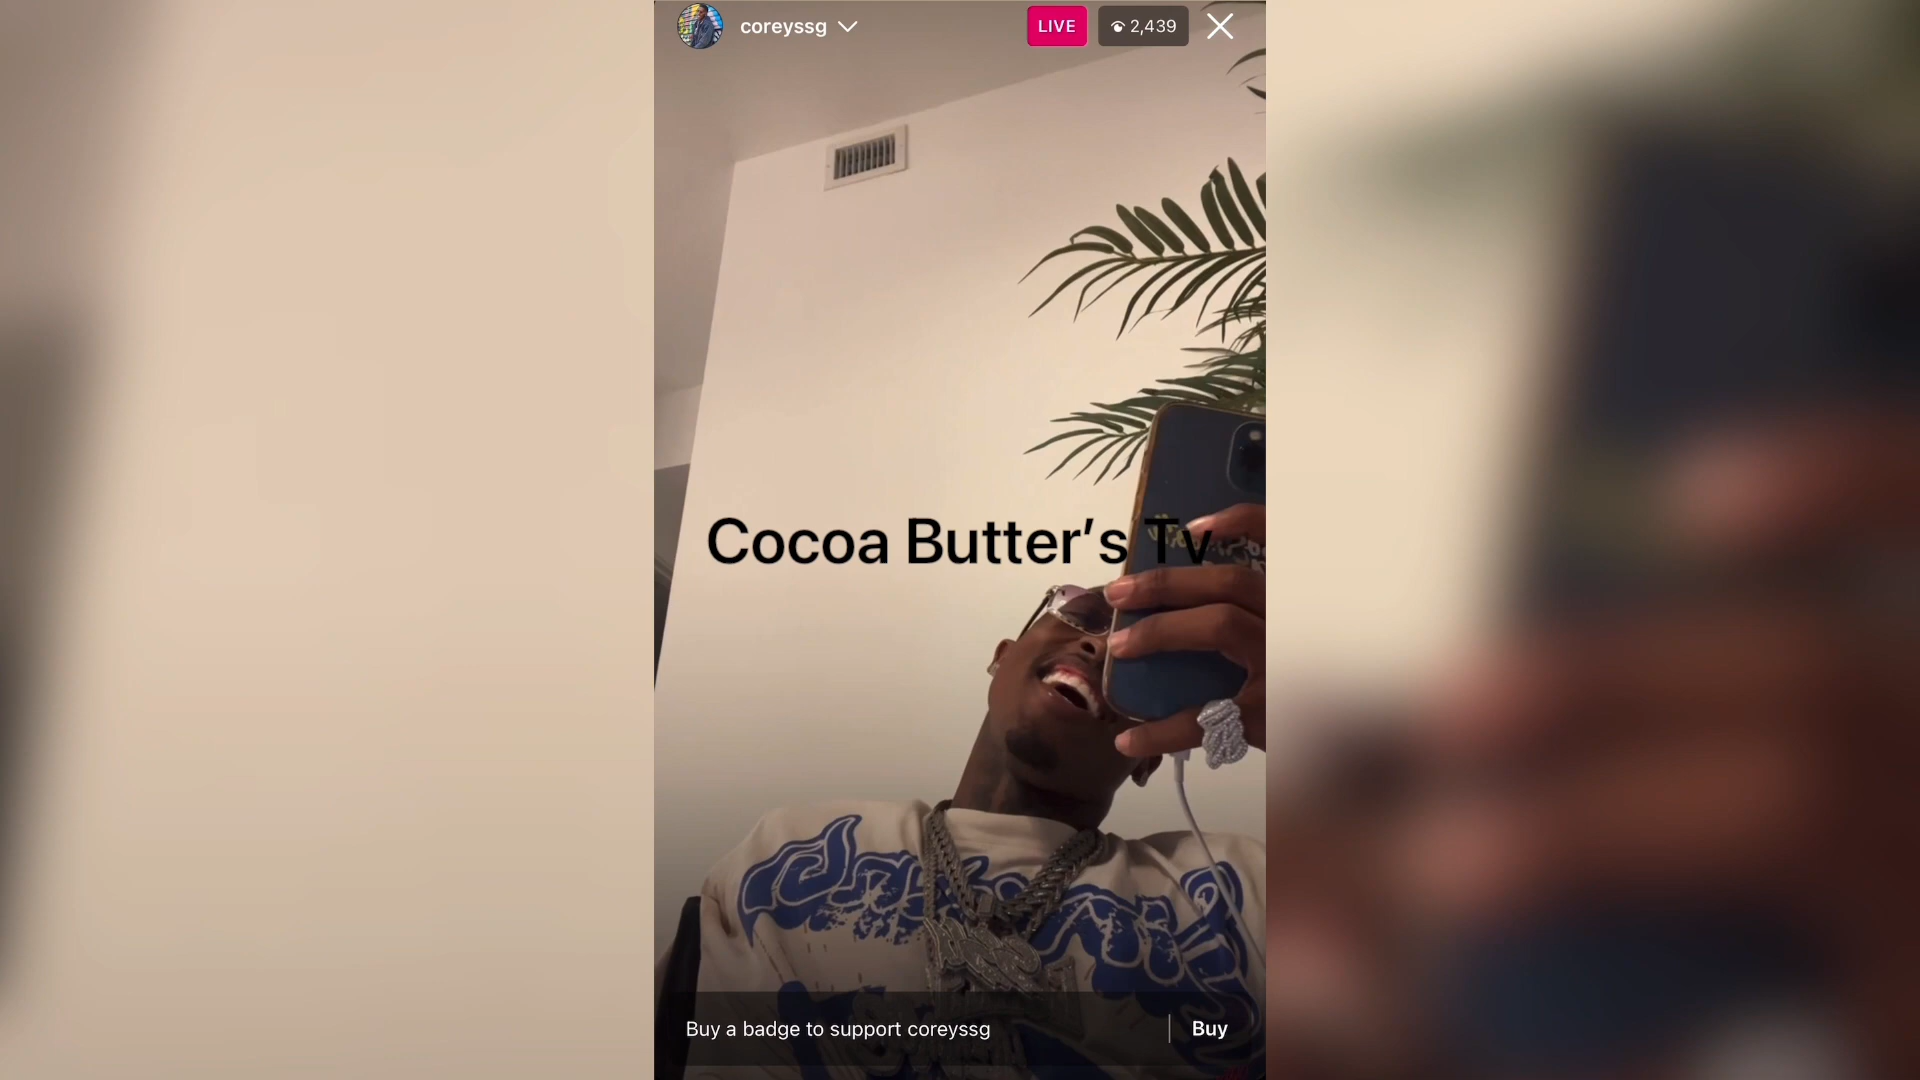 coreyssg
LIVE
2,439
Cocoa Butter’s Tv
Buy a badge to support coreyssg
Buy